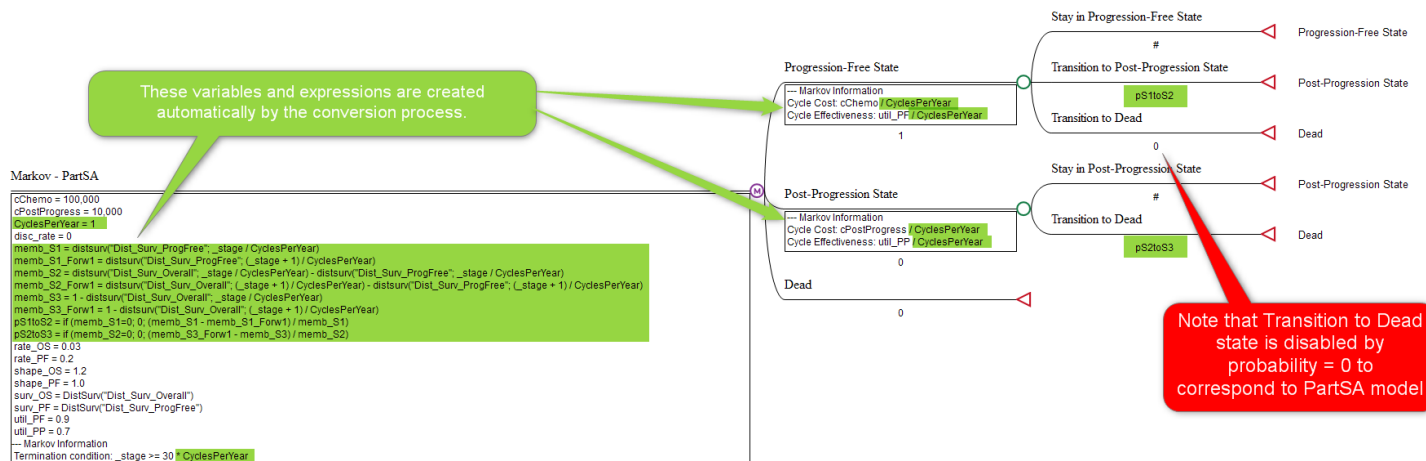 These variables and expressions are created
automatically by the conversion process.
Markov - PartSA
cChemo = 100,000
cPostProgress = 10,000
CyclesPerYear = 1
disc_rate = 0
memb_S1 = distsurv("Dist_Surv_ProgFree"; _stage / CyclesPerYear)
memb_S1_Forw1 = distsurv("Dist_Surv_ProgFree"; (_stage + 1) / CyclesPerYear)
memb_S2 = distsurv("Dist_Surv_Overall"; _stage / CyclesPerYear) - distsurv("Dist_Surv_ProgFree"; _stage / CyclesPerYear)
memb_S2_Forw1 = distsurv("Dist_Surv_Overall"; (_stage + 1) / CyclesPerYear) - distsurv("Dist_Surv_ProgFree"; (_stage + 1) / CyclesPerYear)
memb_S3 = 1 - distsurv("Dist_Surv_Overall"; _stage / CyclesPerYear)
memb_S3_Forw1 = 1 - distsurv("Dist_Surv_Overall"; (_stage + 1) / CyclesPerYear)
pS1toS2 = if (memb_S1=0; 0; (memb_S1 - memb_S1_Forw1) / memb_S1)
pS2toS3 = if (memb_S2=0; 0; (memb_S3_Forw1 - memb_S3) / memb_S2)
rate_OS = 0.03
rate_PF = 0.2
shape_OS = 1.2
shape_PF = 1.0
surv_OS = DistSurv("Dist_Surv_Overall")
surv_PF = DistSurv("Dist_Surv_ProgFree")
util_PF = 0.9
util_PP = 0.7
--- Markov Information
Termination condition: _stage >= 30 * CyclesPerYear
M
Progression-Free State
--- Markov Information
Cycle Cost: cChemo / CyclesPerYear
Cycle Effectiveness: util_PF / CyclesPerYear
1
Stay in Progression-Free State
#
Progression-Free State
Transition to Post-Progression State
pS1toS2
Post-Progression State
Transition to Dead
0
Dead
Post-Progression State
--- Markov Information
Cycle Cost: cPostProgress / CyclesPerYear
Cycle Effectiveness: util_PP / CyclesPerYear
0
Stay in Post-Progression State
#
Post-Progression State
Transition to Dead
pS2toS3
Dead
Dead
0
Note that Transition to Dead
state is disabled by
probability = 0 to
correspond to PartSA model